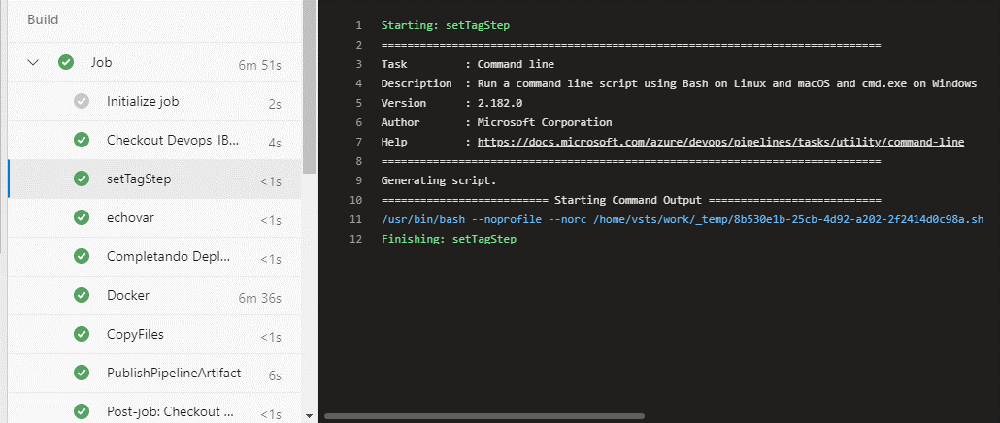 Build
Job 6m 51s
Initialize job 2s
Checkout Devops_IB... 4s
setTagStep <1s
echovar <1s
Completando Depl... <1s
Docker 6m 36s
CopyFiles <1s
PublishPipelineArtifact 6s
Post-job: Checkout ... <1s
1 Starting: setTagStep
2 ==============================================================================
3 Task : Command line
4 Description : Run a command line script using Bash on Linux and macOS and cmd.exe on Windows
5 Version : 2.182.0
6 Author : Microsoft Corporation
7 Help : https://docs.microsoft.com/azure/devops/pipelines/tasks/utility/command-line
8 ==============================================================================
9 Generating script.
10 ========================== Starting Command Output ===========================
11 /usr/bin/bash --noprofile --norc /home/vsts/work/_temp/8b530e1b-25cb-4d92-a202-2f2414d0c98a.sh
12 Finishing: setTagStep